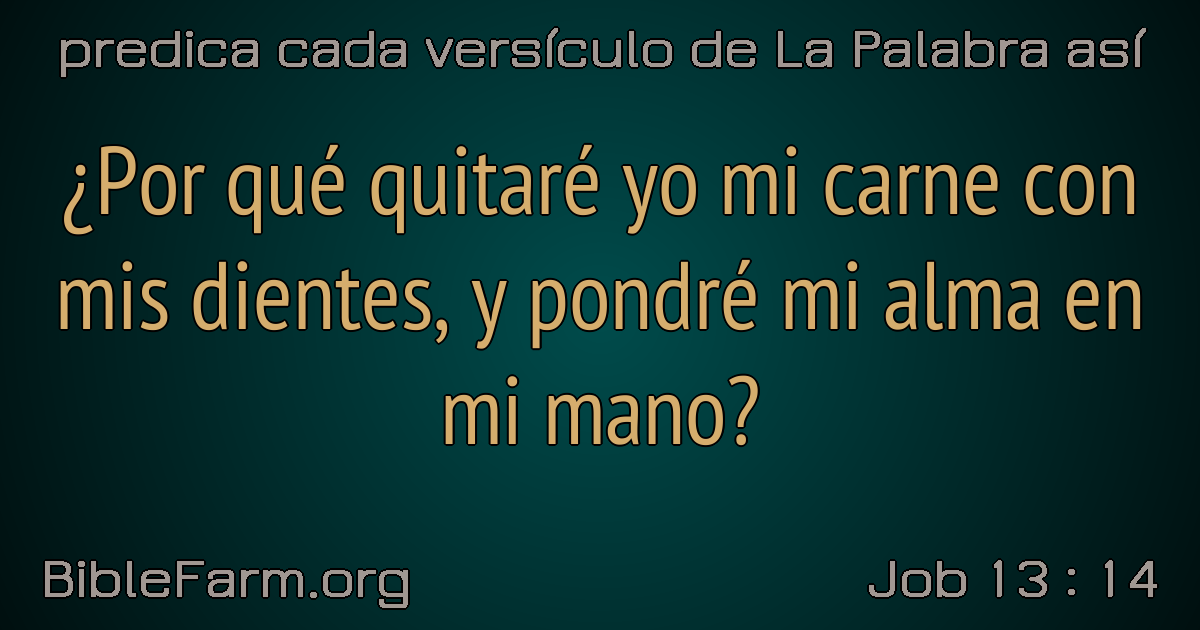 predica cada versículo de La Palabra así
¿Por qué quitaré yo mi carne con
mis dientes, y pondré mi alma en
mi mano?
BibleFarm.org
Job 13 : 14